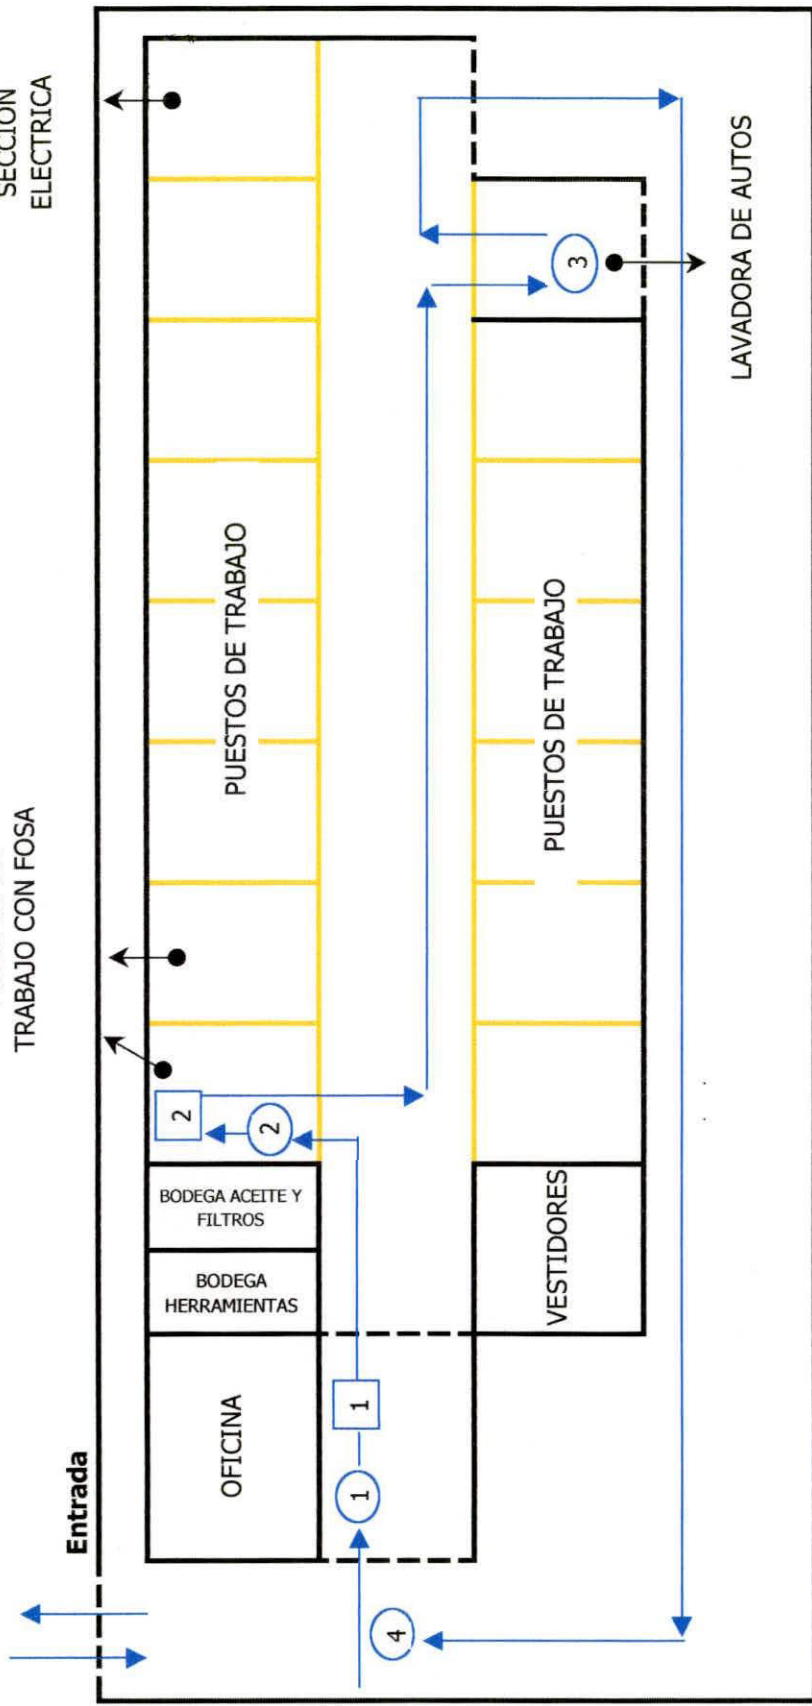 Entrada
TRABAJO CON FOSA
SECCION
ELECTRICA
OFICINA
BODEGA
HERRAMIENTAS
BODEGA ACEITE Y
FILTROS
2
2
PUESTOS DE TRABAJO
1
1
4
VESTIDORES
PUESTOS DE TRABAJO
3
LAVADORA DE AUTOS